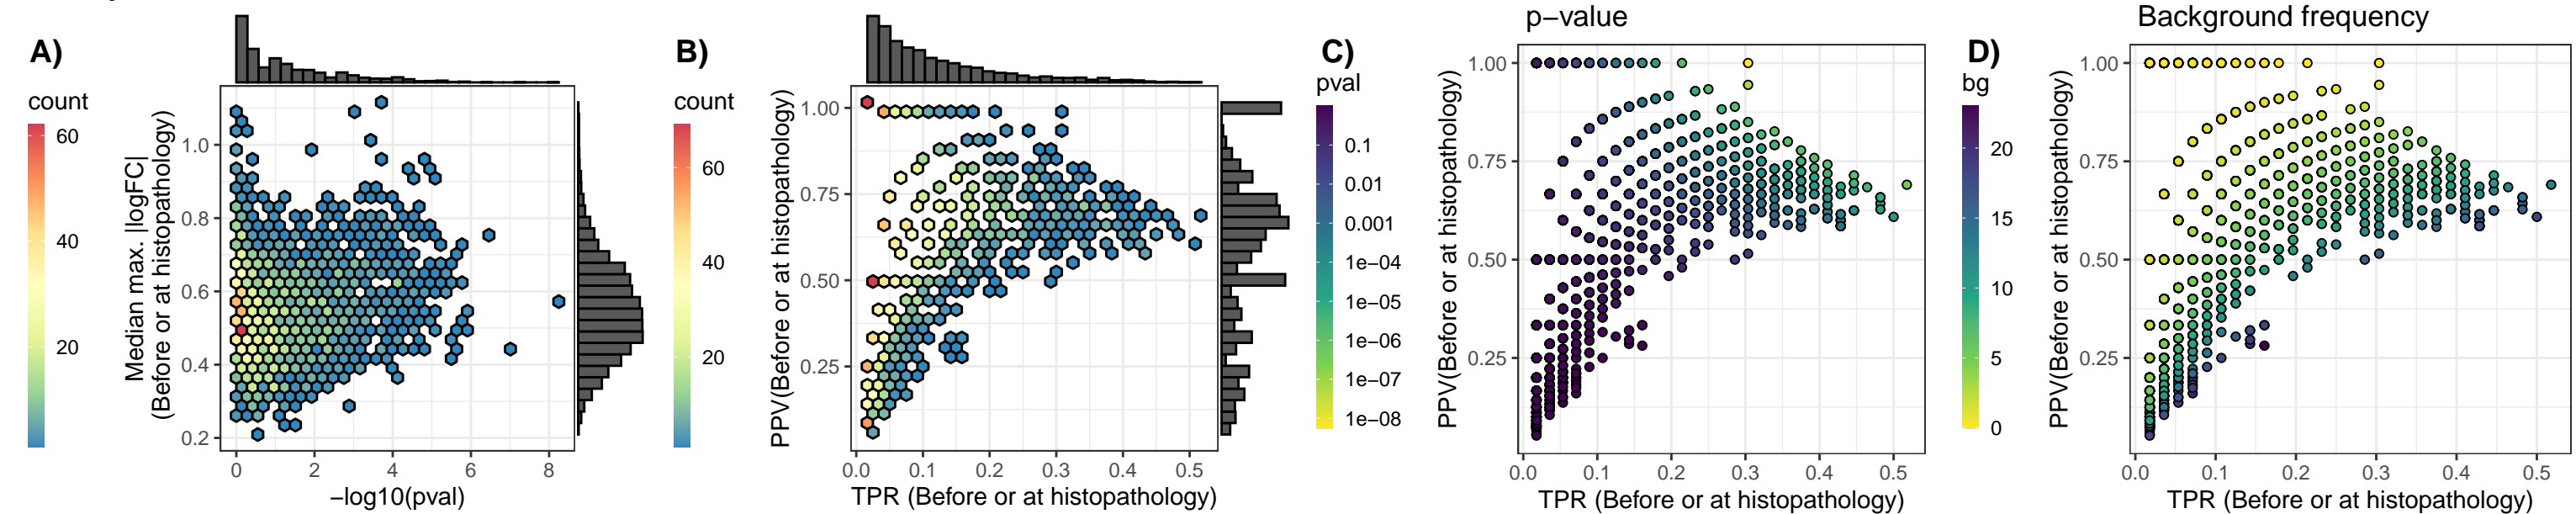 A)
count
60
40
20
Median max. |logFC|
(Before or at histopathology)
1.0
0.8
0.6
0.4
0.2
0 2 4 6 8
−log10(pval)
B)
count
60
40
20
PPV(Before or at histopathology)
1.00
0.75
0.50
0.25
0.0 0.1 0.2 0.3 0.4 0.5
TPR (Before or at histopathology)
C)
pval
0.1
0.01
0.001
1e−04
1e−05
1e−06
1e−07
1e−08
p−value
PPV(Before or at histopathology)
1.00
0.75
0.50
0.25
0.0 0.1 0.2 0.3 0.4 0.5
TPR (Before or at histopathology)
D)
bg
20
15
10
5
0
Background frequency
PPV(Before or at histopathology)
1.00
0.75
0.50
0.25
0.0 0.1 0.2 0.3 0.4 0.5
TPR (Before or at histopathology)